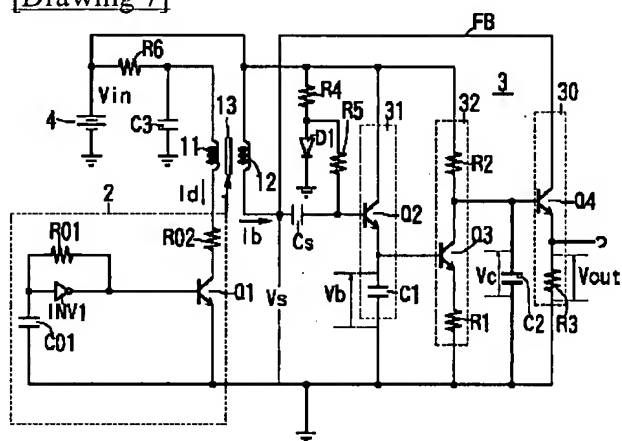 [Drawing 7]
FB
R6
Vin
4
C3
11
13
12
R4
D1
R5
31
32
3
30
R2
Q2
Q3
Q4
2
Id
Ib
Cs
R01
R02
INV1
Q1
C01
Vs
Vb
C1
R1
Vc
C2
R3
Vout